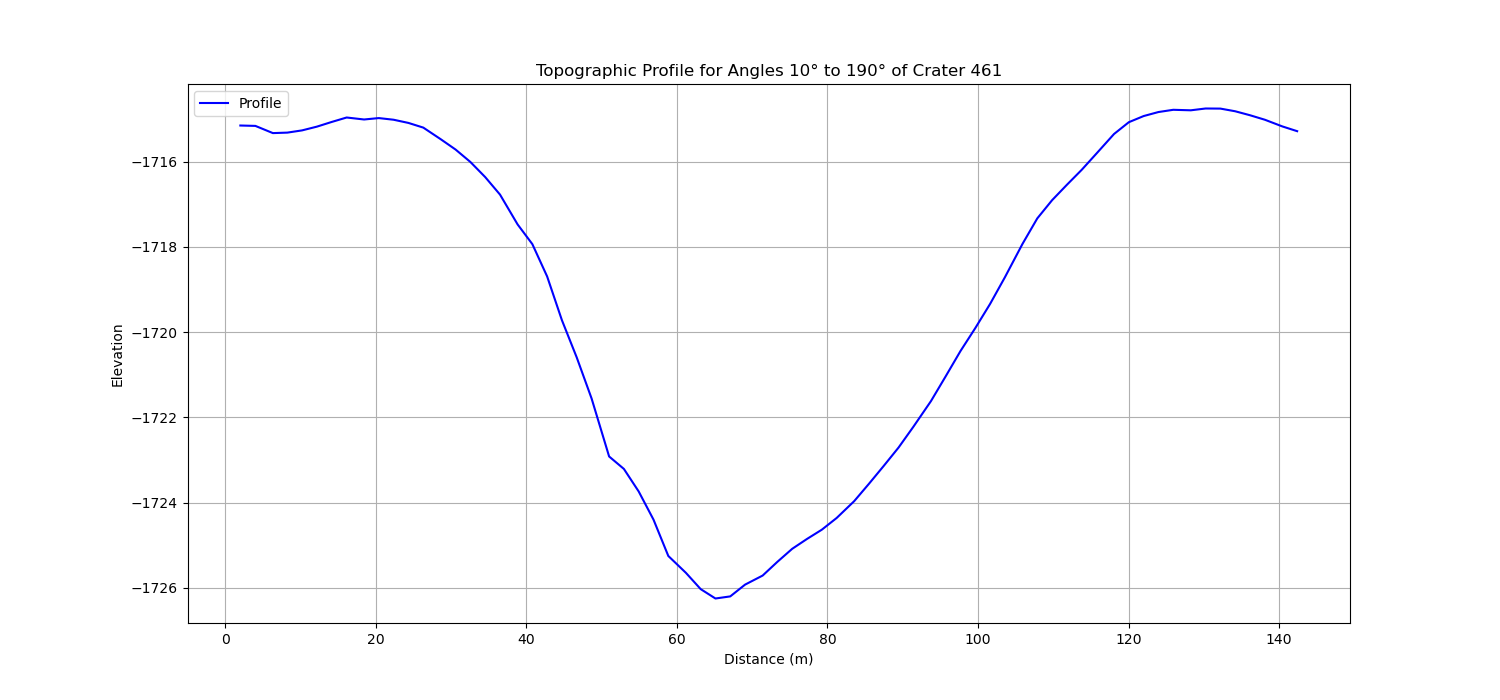 Topographic Profile for Angles 10° to 190° of Crater 461
Profile
−1716
−1718
−1720
−1722
−1724
−1726
Elevation
0 20 40 60 80 100 120 140
Distance (m)